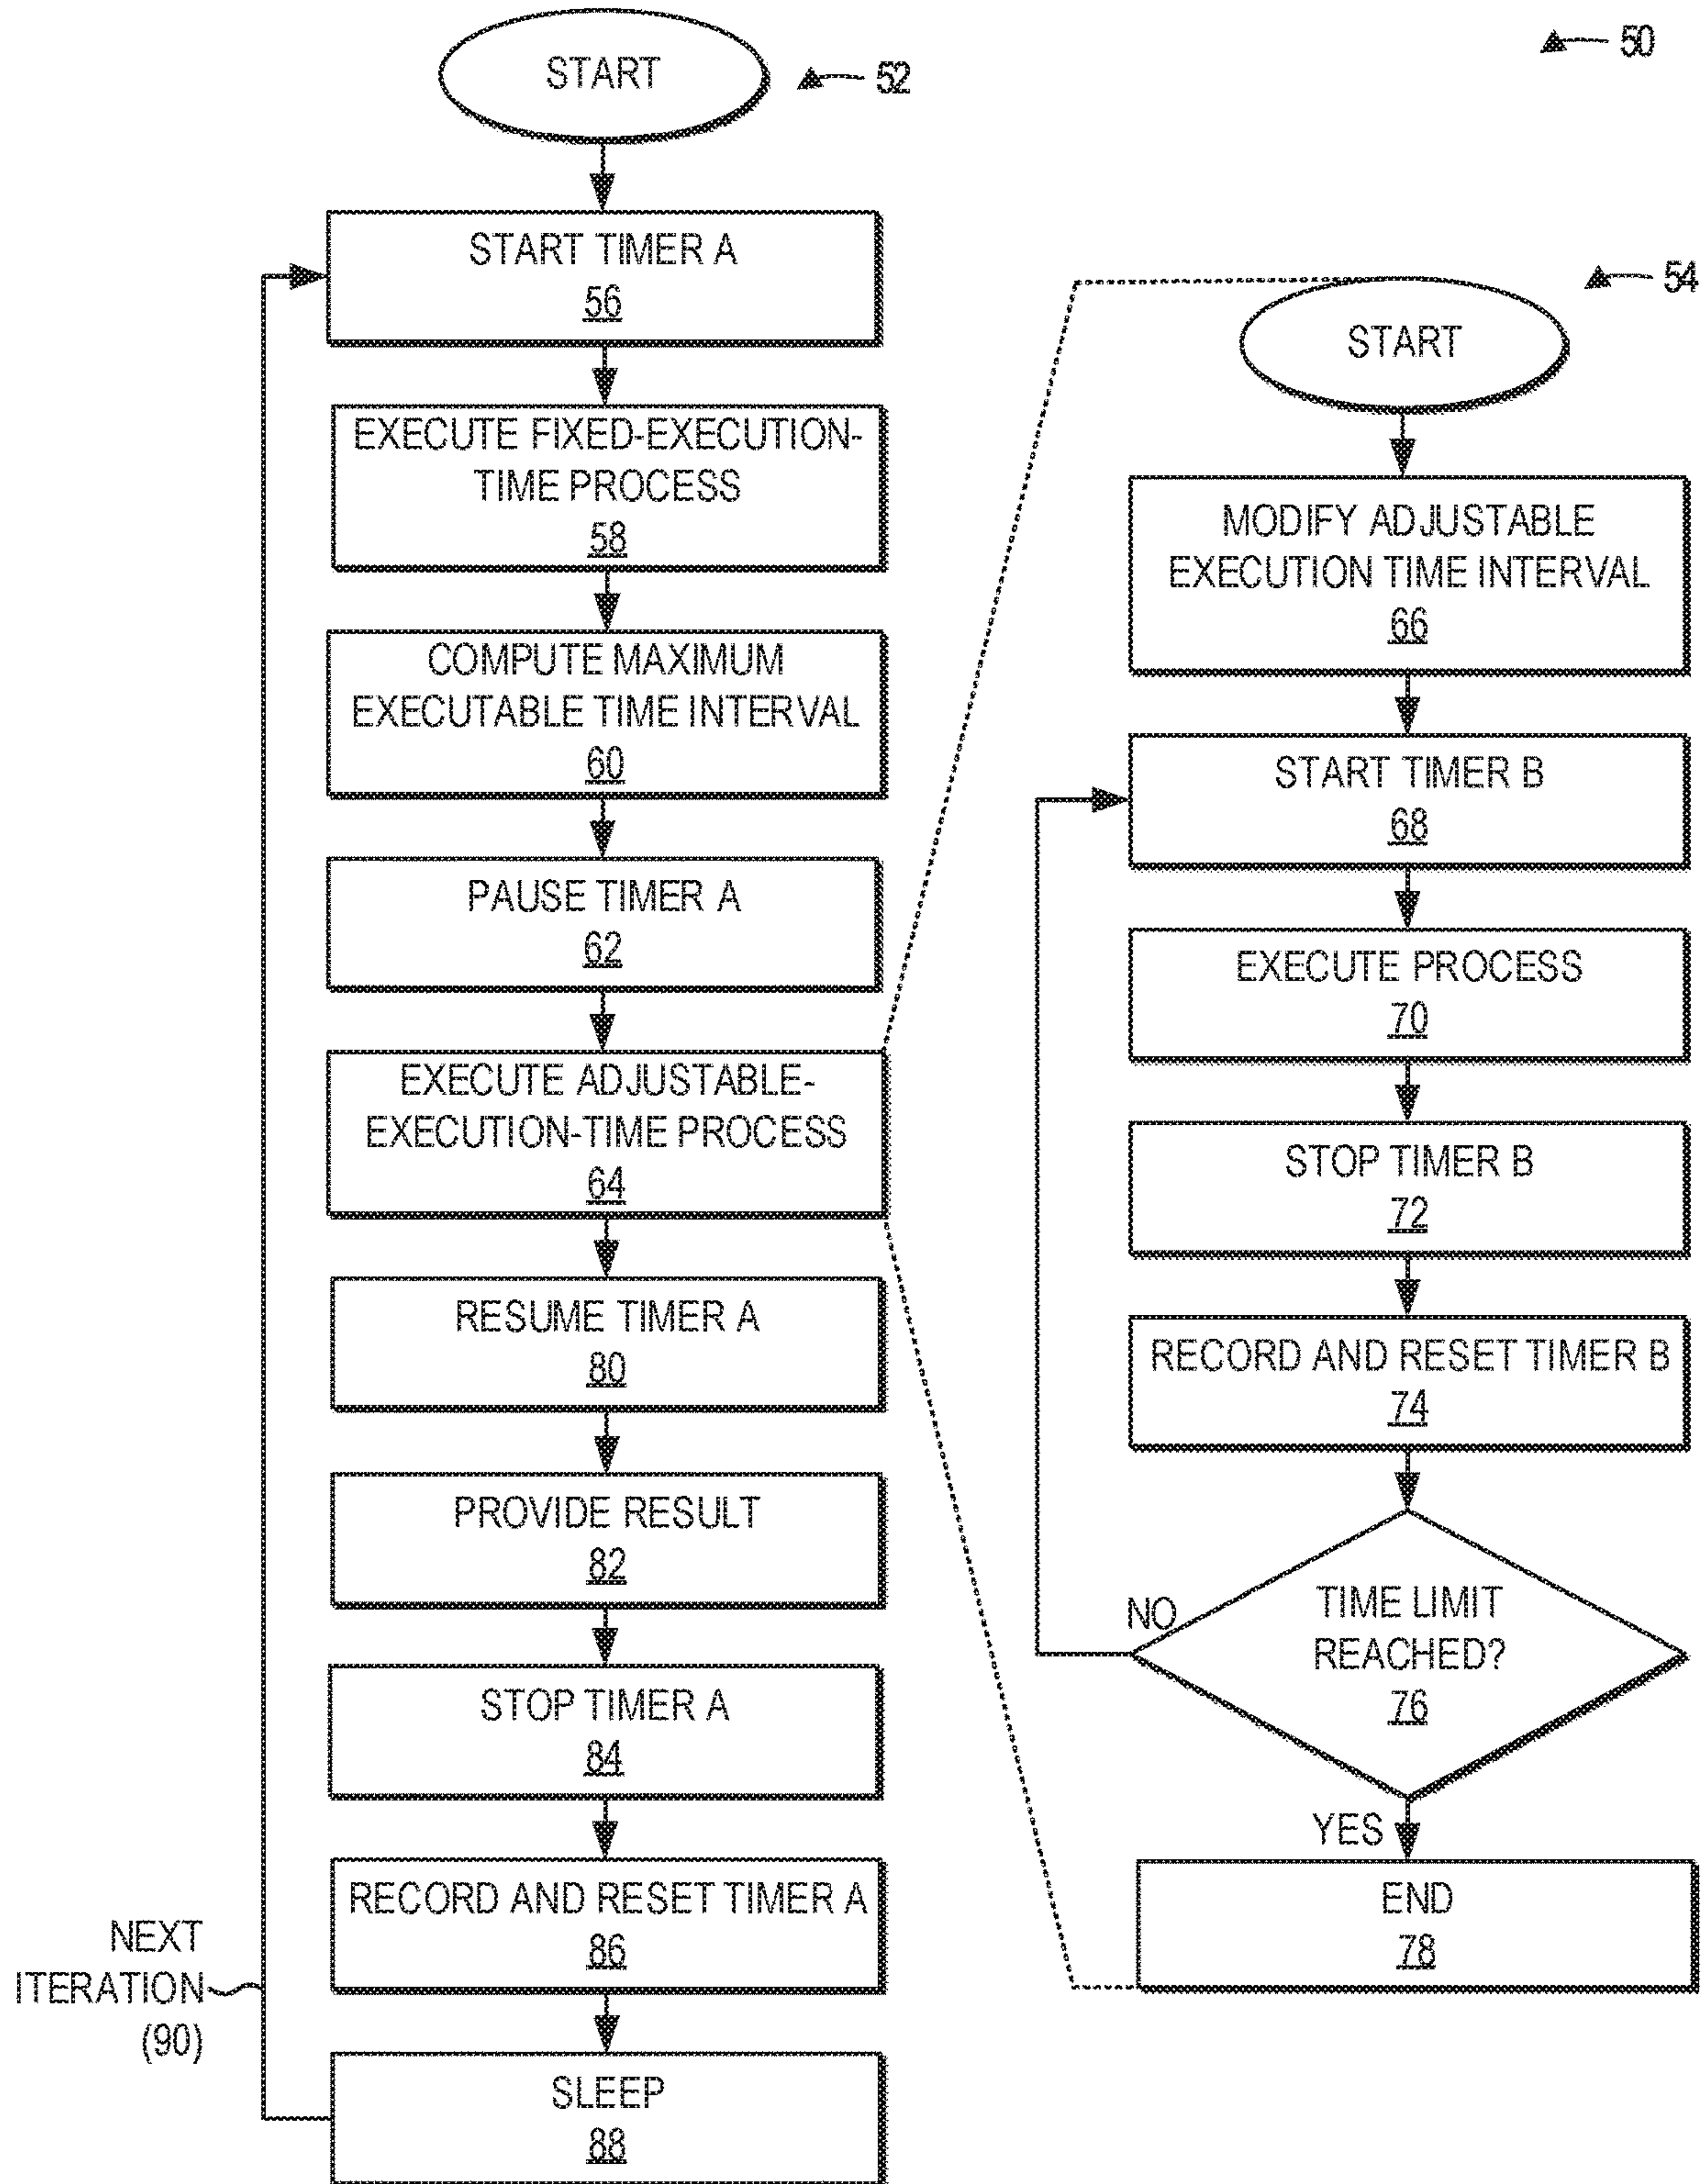 50
START
52
START TIMER A
56
EXECUTE FIXED-EXECUTION-
TIME PROCESS
58
COMPUTE MAXIMUM
EXECUTABLE TIME INTERVAL
60
PAUSE TIMER A
62
EXECUTE ADJUSTABLE-
EXECUTION-TIME PROCESS
64
RESUME TIMER A
80
PROVIDE RESULT
82
STOP TIMER A
84
RECORD AND RESET TIMER A
86
SLEEP
88
NEXT
ITERATION
(90)
54
START
MODIFY ADJUSTABLE
EXECUTION TIME INTERVAL
66
START TIMER B
68
EXECUTE PROCESS
70
STOP TIMER B
72
RECORD AND RESET TIMER B
74
TIME LIMIT
REACHED?
76
NO
YES
END
78